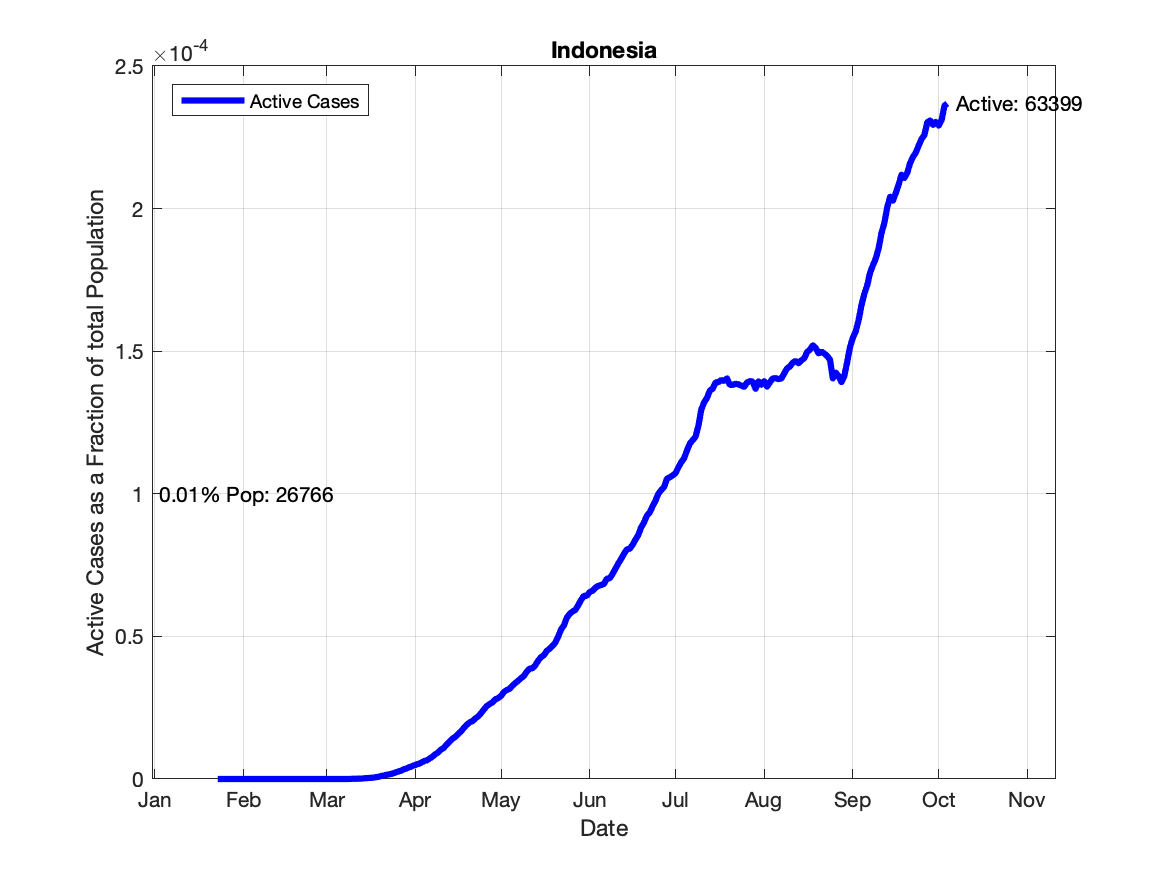 Indonesia
×10-4
Active Cases
Active: 63399
0.01% Pop: 26766
2.5
2
1.5
1
0.5
0
Active Cases as a Fraction of total Population
Jan Feb Mar Apr May Jun Jul Aug Sep Oct Nov
Date